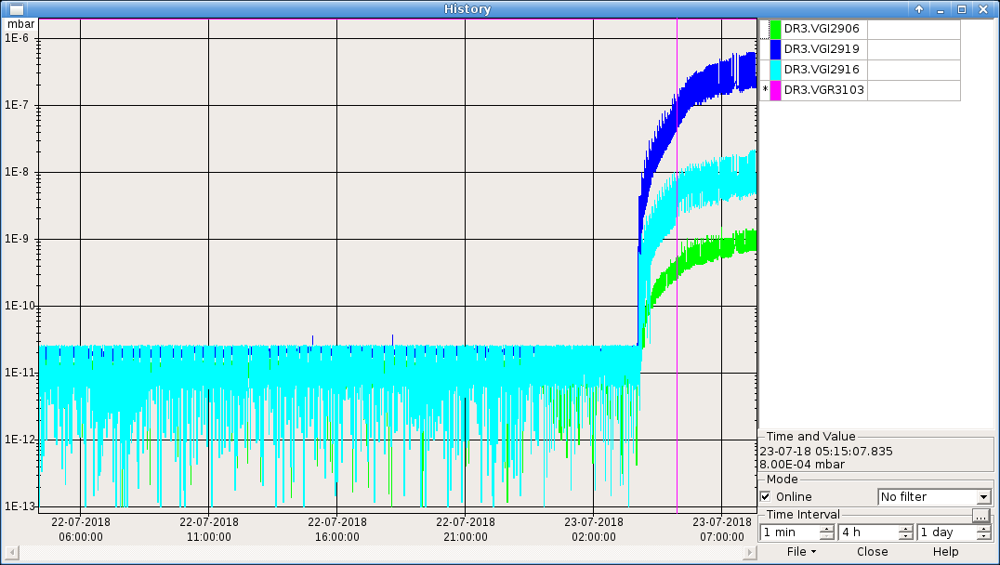 History
mbar
1E-6
1E-7
1E-8
1E-9
1E-10
1E-11
1E-12
1E-13
22-07-2018 22-07-2018 22-07-2018 22-07-2018 23-07-2018 23-07-2018
06:00:00 11:00:00 16:00:00 21:00:00 02:00:00 07:00:00
DR3.VGI2906
DR3.VGI2919
DR3.VGI2916
* DR3.VGR3103
Time and Value
23-07-18 05:15:07.835
8.00E-04 mbar
Mode
Online No filter
Time Interval ...
1 min 4 h 1 day
File Close Help